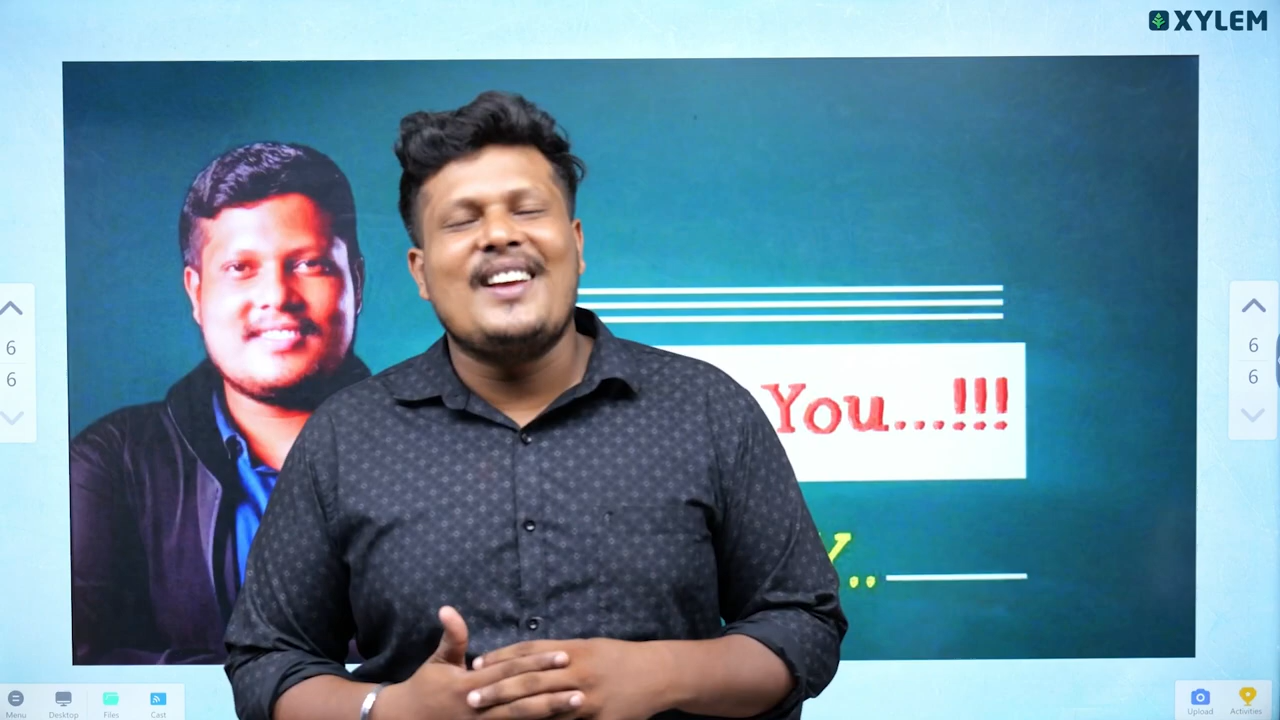 XYLEM
You...!!!
Y..
6
6
6
6
Menu
Desktop
Files
Cast
Upload
Activities